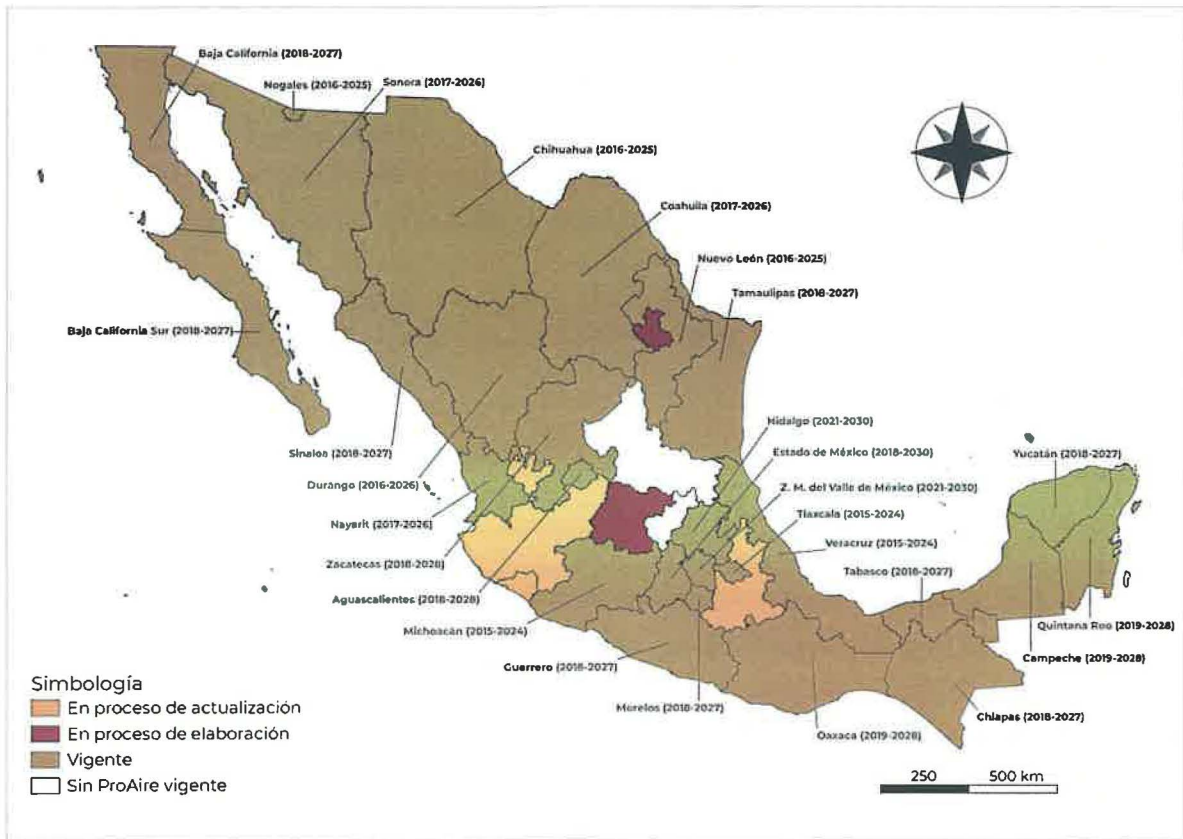 Baja California (2018-2027)
Nogales (2016-2025)
Sonora (2017-2026)
Chihuahua (2016-2025)
Coahuila (2017-2026)
Nuevo León (2016-2025)
Tamaulipas (2018-2027)
Baja California Sur (2018-2027)
Hidalgo (2021-2030)
Sinaloa (2018-2027)
Estado de México (2018-2030)
Yucatán (2018-2027)
Durango (2016-2026)
Z. M. del Valle de México (2021-2030)
Tlaxcala (2015-2024)
Nayarit (2017-2026)
Veracruz (2015-2024)
Zacatecas (2018-2028)
Tabasco (2018-2027)
Aguascalientes (2018-2028)
Quintana Roo (2019-2028)
Michoacán (2015-2024)
Campeche (2019-2028)
Guerrero (2018-2027)
Morelos (2018-2027)
Chiapas (2018-2027)
Oaxaca (2019-2028)
Simbología
En proceso de actualización
En proceso de elaboración
Vigente
Sin ProAire vigente
250 500 km